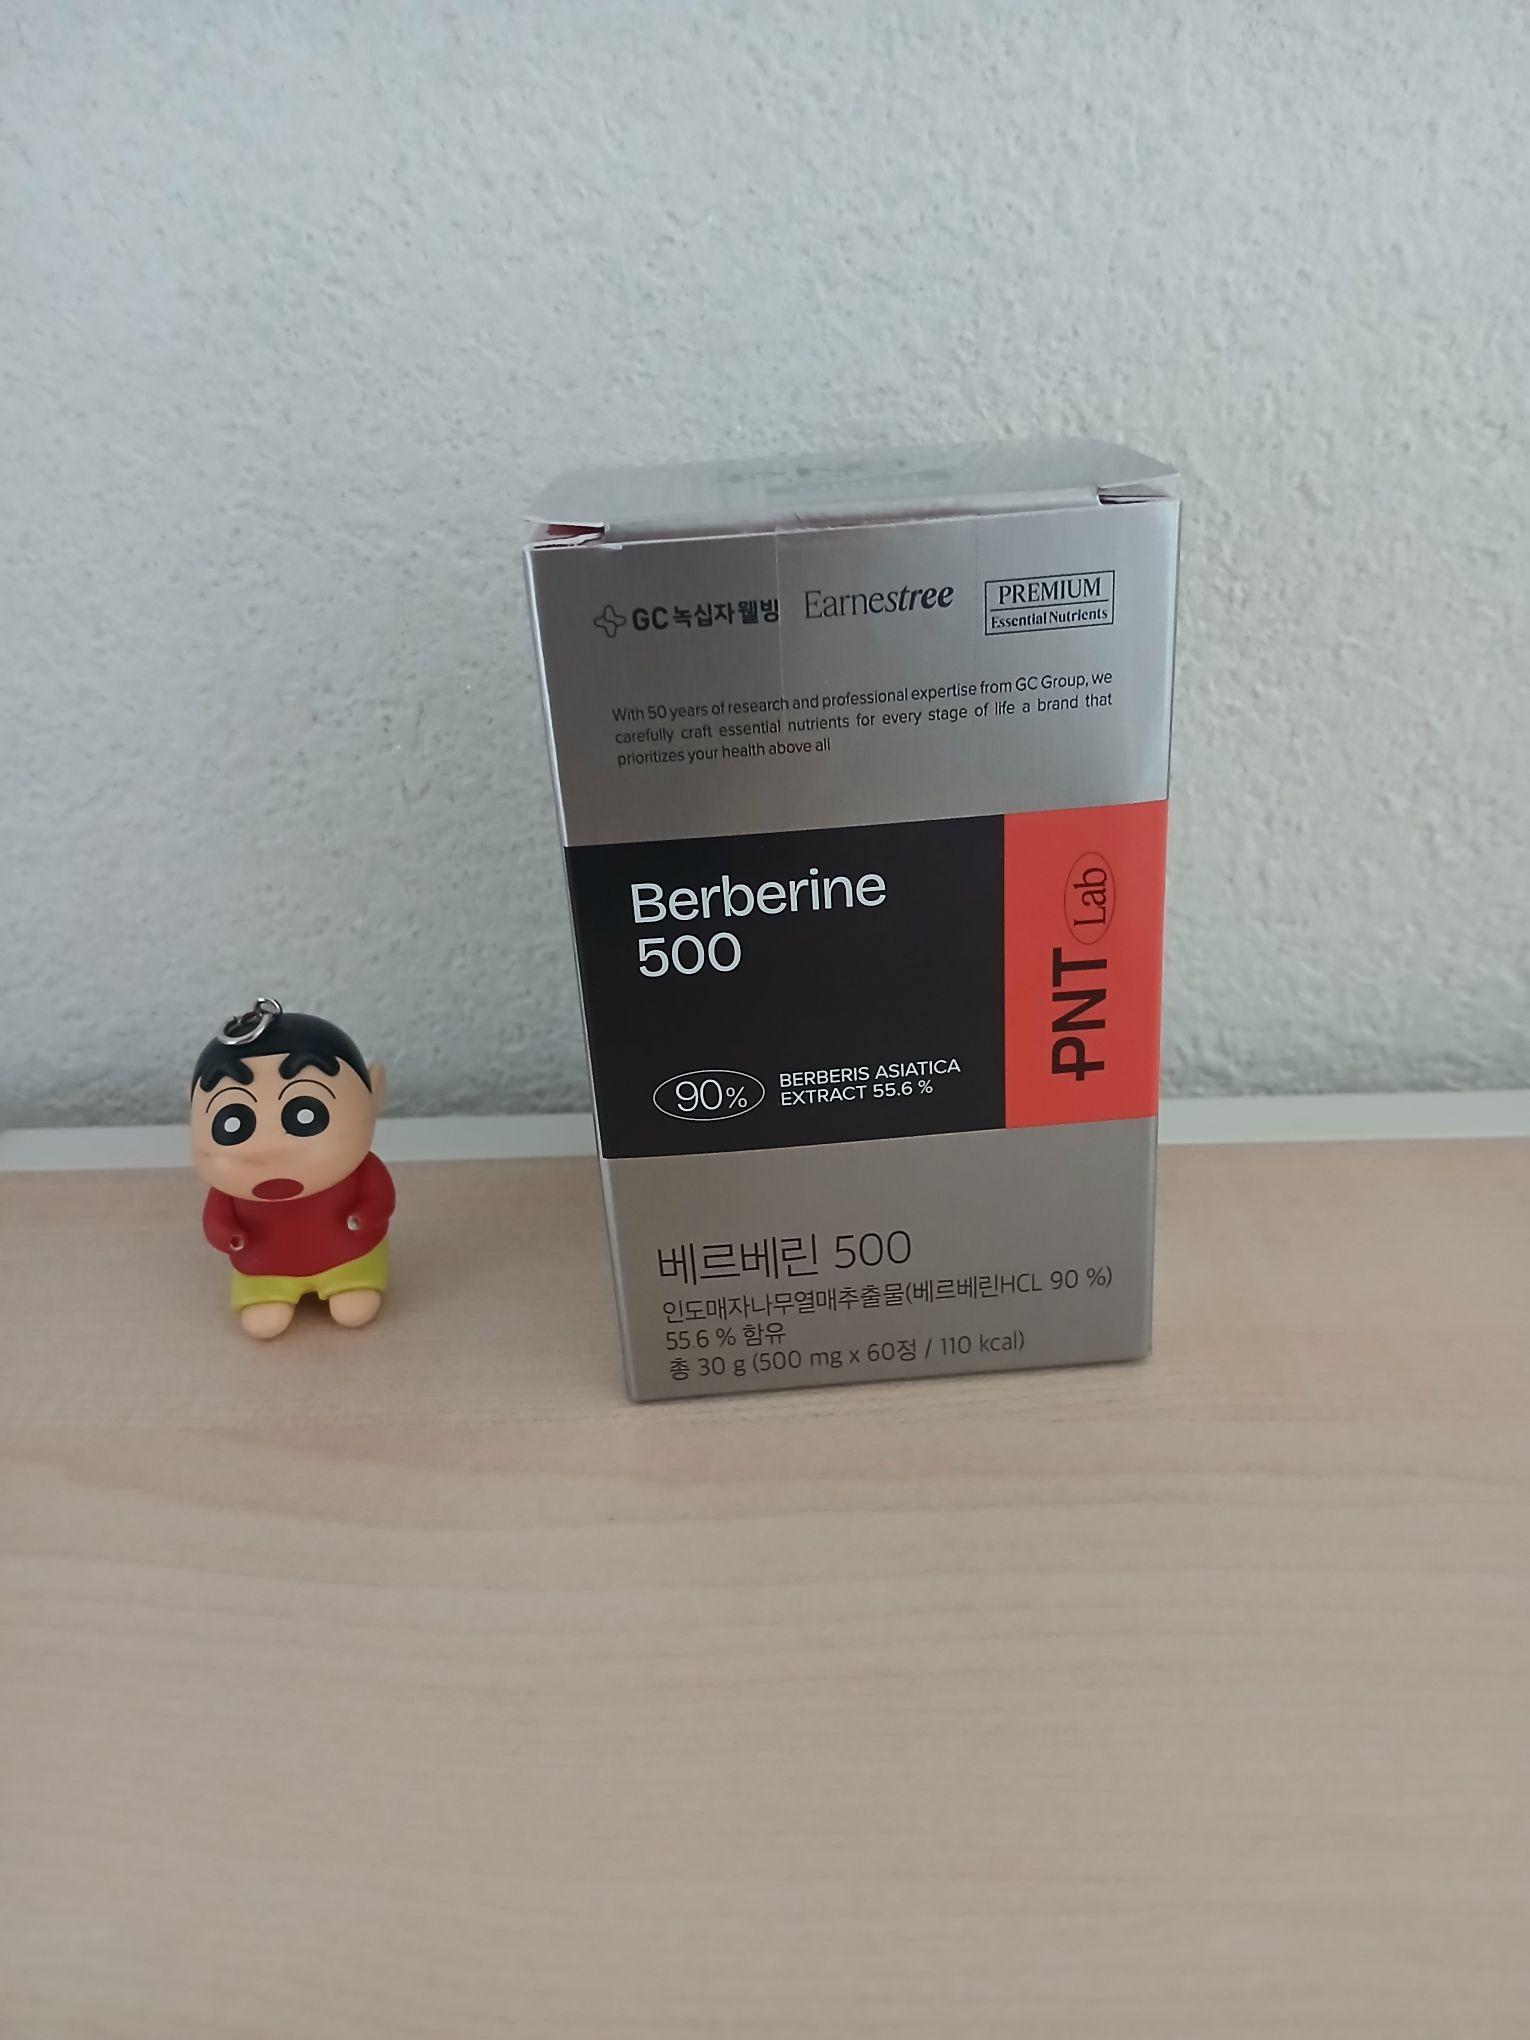 GC녹십자웰빙
Earnestree
PREMIUM
Essential Nutrients
With 50 years of research and professional expertise from GC Group, we
carefully craft essential nutrients for every stage of life a brand that
prioritizes your health above all
Berberine
500
90%
BERBERIS ASIATICA
EXTRACT 55.6 %
PNT Lab
베르베린 500
인도매자나무열매추출물(베르베린HCL 90 %)
55.6 % 함유
총 30 g (500 mg x 60정 / 110 kcal)